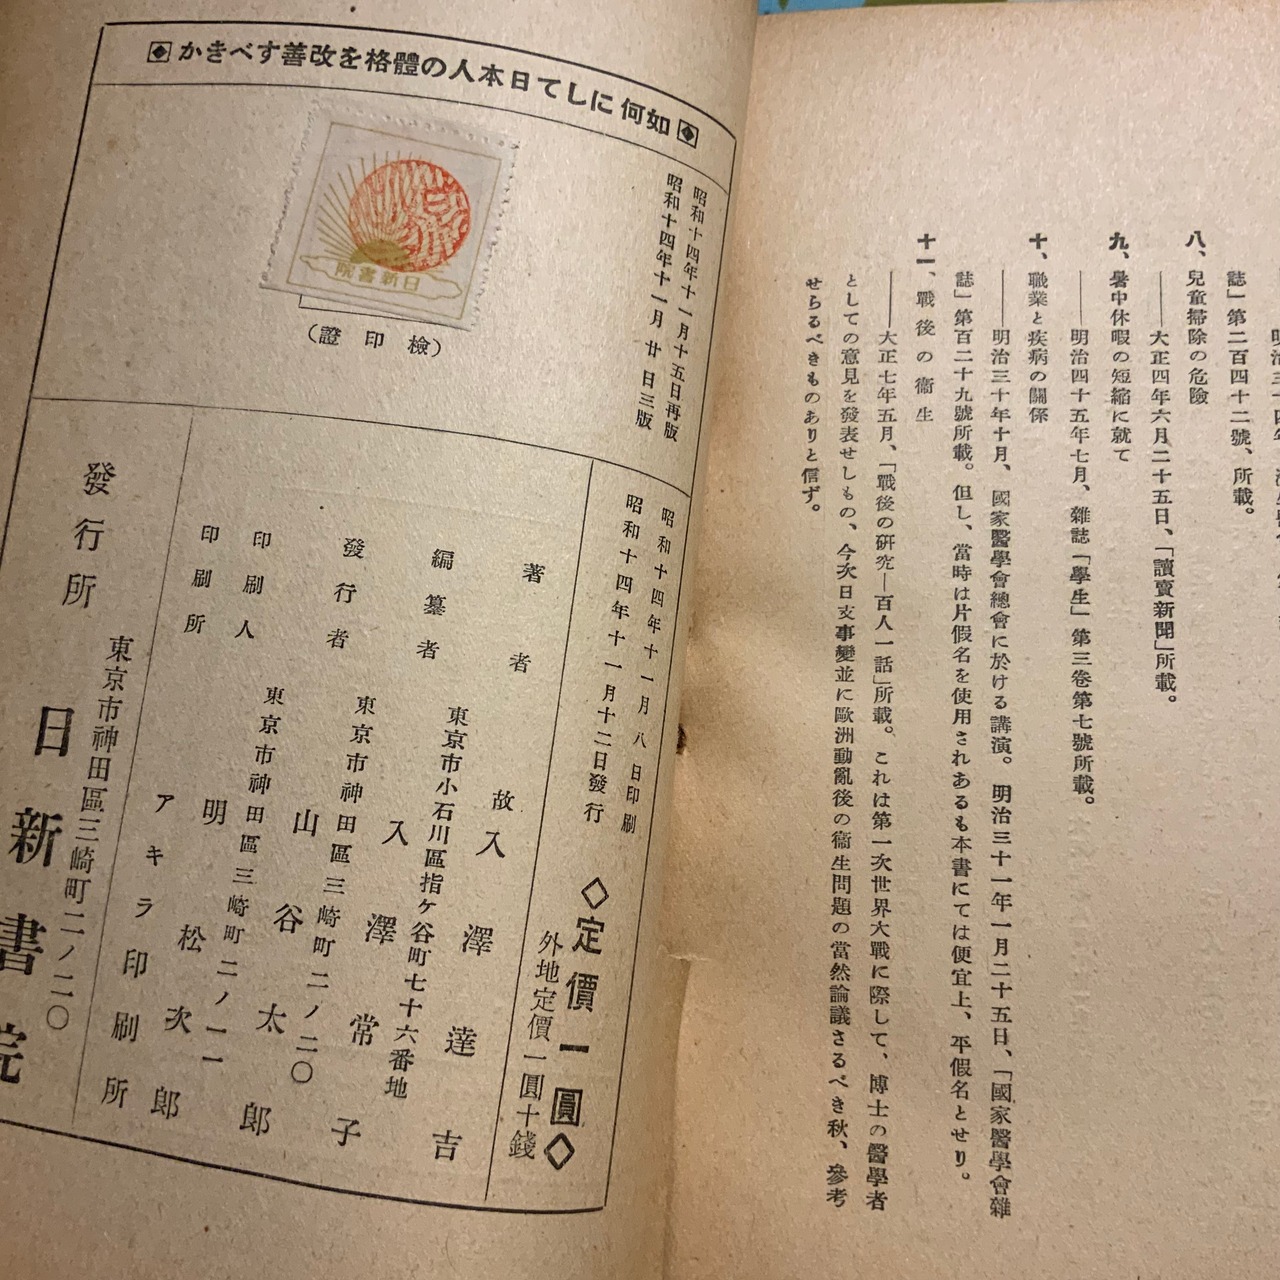 誌」第二百四十二號、所載。
八、兒童掃除の危險
――大正四年六月二十五日、「讀賣新聞」所載。
九、暑中休暇の短縮に就て
――明治四十五年七月、雜誌「學生」第三卷第七號所載。
十、職業と疾病の關係
――明治三十年十月、國家醫學會總會に於ける講演。明治三十一年一月二十五日、「國家醫學會雜
誌」第百二十九號所載。但し、當時は片假名を使用されあるも本書にては便宜上、平假名とせり。
十一、戰後の衞生
――大正七年五月、「戰後の硏究―百人一話」所載。これは第一次世界大戰に際して、博士の醫學者
としての意見を發表せしもの、今次日支事變並に歐洲動亂後の衞生問題の當然論議さるべき秋、參考
せらるべきものありと信ず。
如何にして日本人の體格を改善すべきか
昭和十四年十一月十五日再版
昭和十四年十一月廿日三版
日新書院
(檢印證)
昭和十四年十一月八日印刷
昭和十四年十一月十二日發行
◇定價一圓◇
外地定價一圓十錢
著者 故入澤達吉
東京市小石川區指ケ谷町七十六番地
編纂者 入澤常子
東京市神田區三崎町二ノ二〇
發行者 山谷太郎
東京市神田區三崎町二ノ一一
印刷人 明松次郎
印刷所 アキラ印刷所
東京市神田區三崎町二ノ二〇
發行所 日新書院